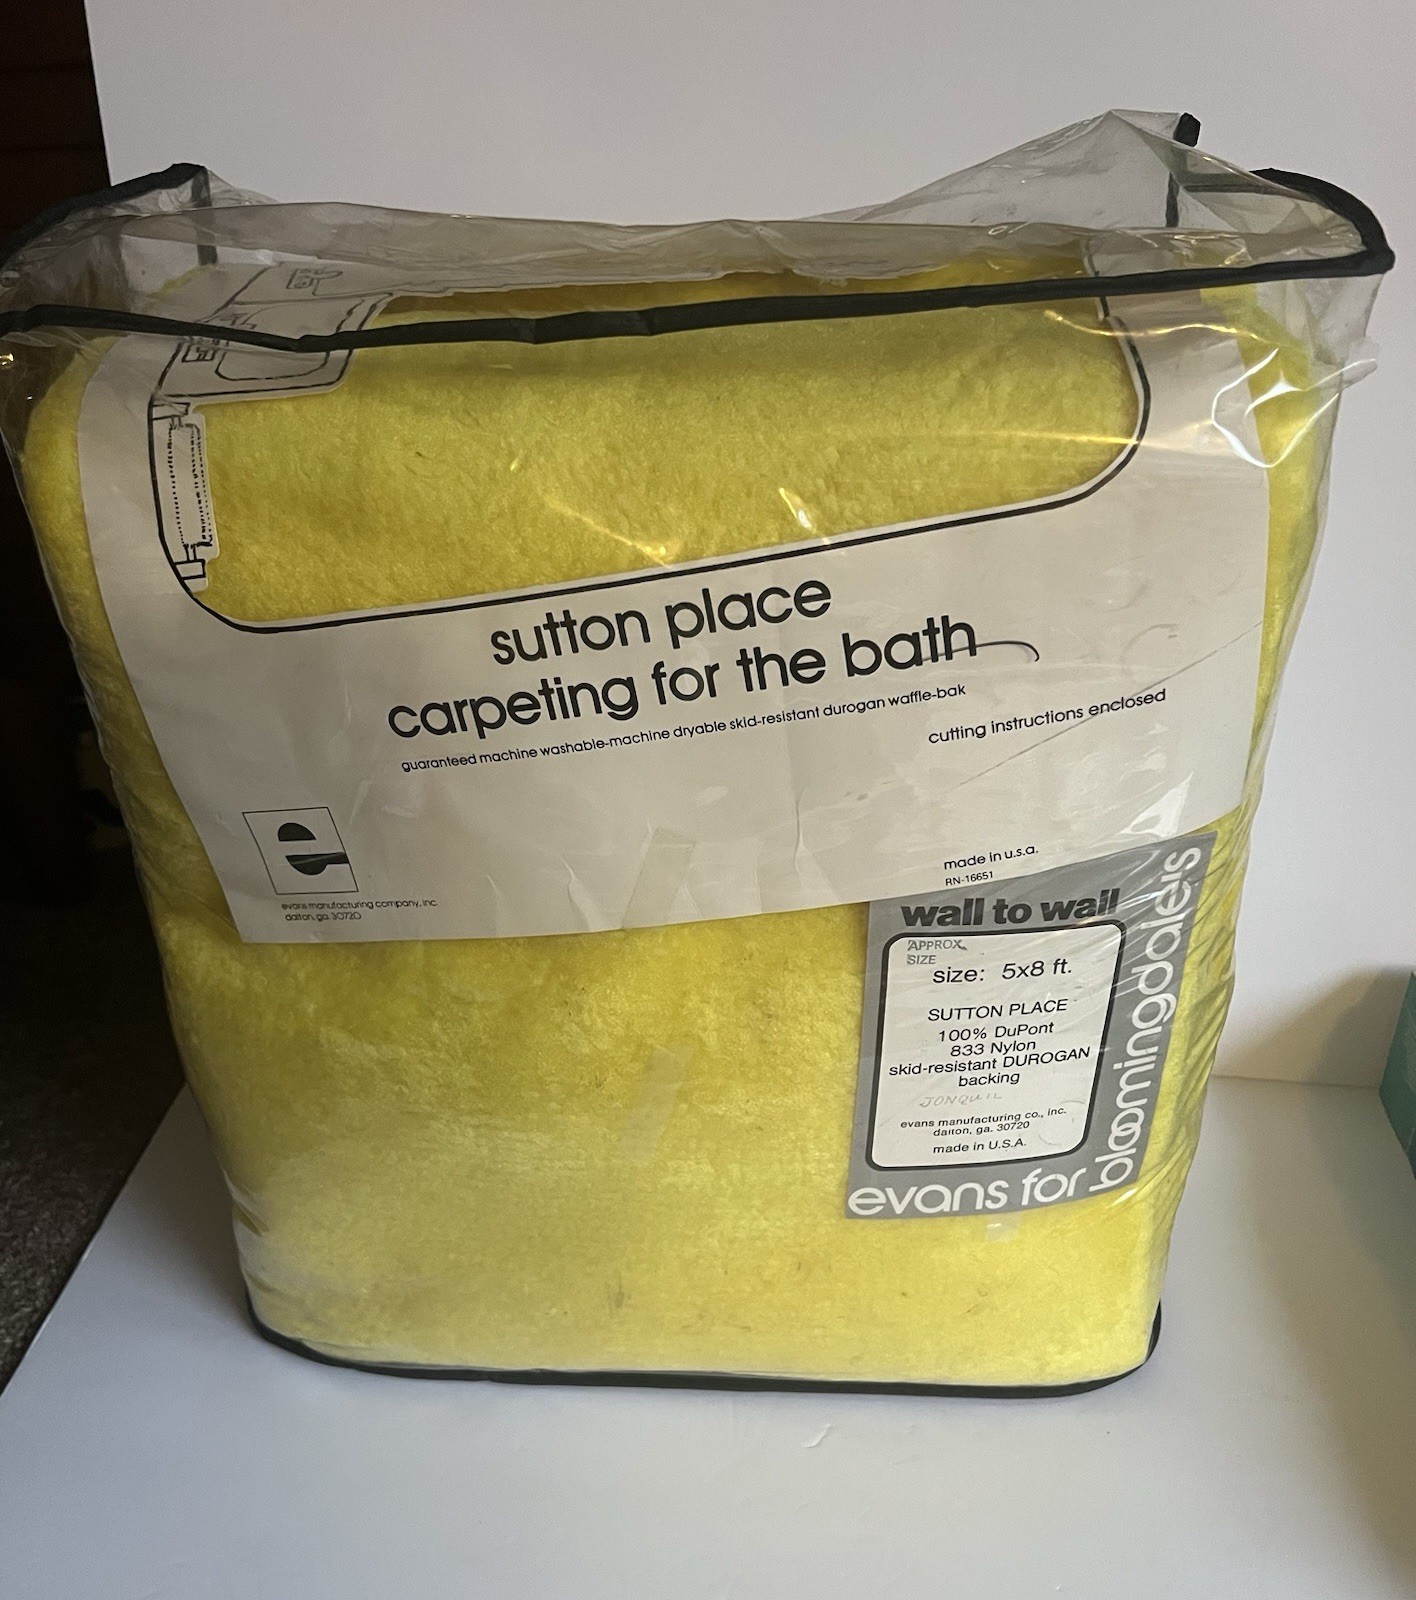 sutton place
carpeting for the bath
guaranteed machine washable-machine dryable skid-resistant durogan waffle-bak
cutting instructions enclosed
e
evans manufacturing company, inc.
dalton, ga. 30720
made in u.s.a.
RN-16651
wall to wall
APPROX.
SIZE
size: 5x8 ft.
SUTTON PLACE
100% DuPont
833 Nylon
skid-resistant DUROGAN
backing
JONQUIL
evans manufacturing co., inc.
dalton, ga. 30720
made in U.S.A.
evans for
bloomingdale's